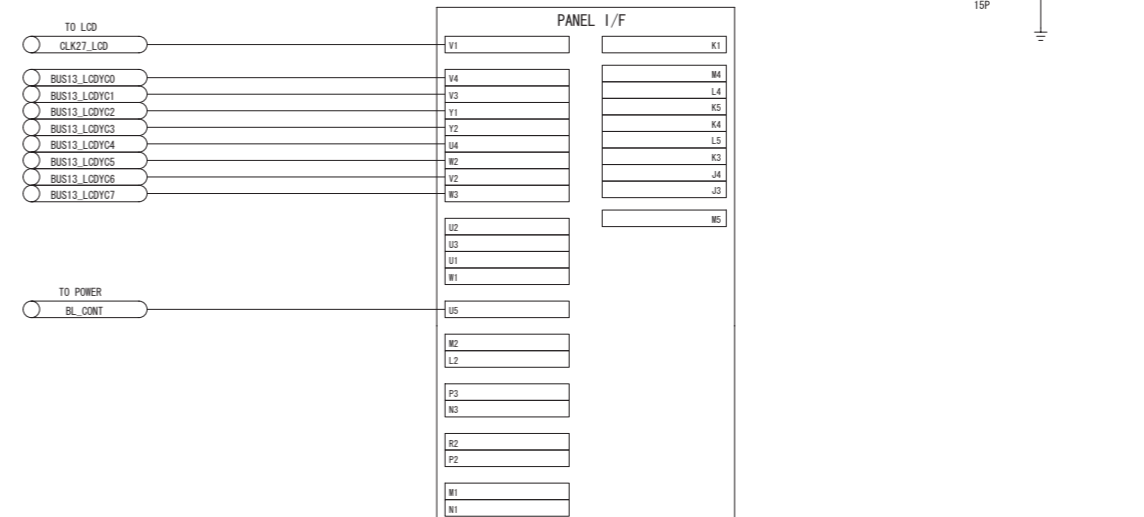 15P
PANEL I/F
TO LCD
CLK27_LCD
V1
K1
BUS13_LCDYC0
V4
M4
BUS13_LCDYC1
V3
L4
BUS13_LCDYC2
Y1
K5
BUS13_LCDYC3
Y2
K4
BUS13_LCDYC4
U4
L5
BUS13_LCDYC5
W2
K3
BUS13_LCDYC6
V2
J4
BUS13_LCDYC7
W3
J3
M5
U2
U3
U1
W1
TO POWER
BL_CONT
U5
M2
L2
P3
N3
R2
P2
M1
N1